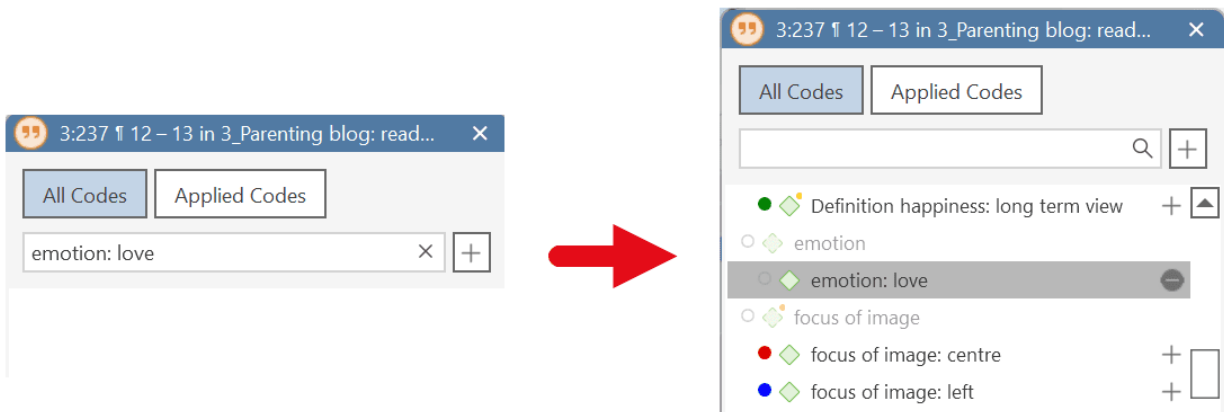 3:237 ¶ 12 – 13 in 3_Parenting blog: read...
All Codes Applied Codes
emotion: love
3:237 ¶ 12 – 13 in 3_Parenting blog: read...
All Codes Applied Codes
Definition happiness: long term view
emotion
emotion: love
focus of image
focus of image: centre
focus of image: left